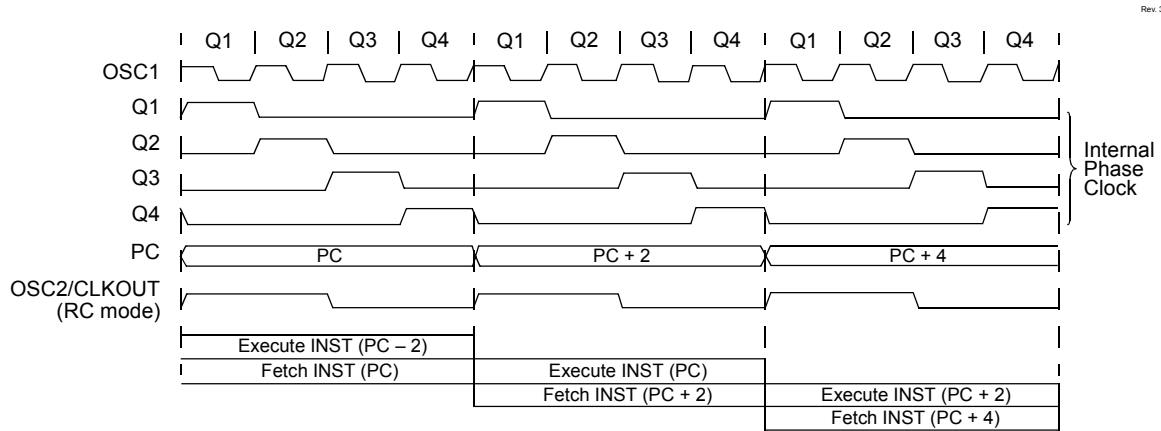 Rev. 3
Q1 Q2 Q3 Q4 Q1 Q2 Q3 Q4 Q1 Q2 Q3 Q4
OSC1
Q1
Q2
Q3
Q4
Internal
Phase
Clock
PC PC PC + 2 PC + 4
OSC2/CLKOUT
(RC mode)
Execute INST (PC – 2)
Fetch INST (PC) Execute INST (PC)
Fetch INST (PC + 2) Execute INST (PC + 2)
Fetch INST (PC + 4)